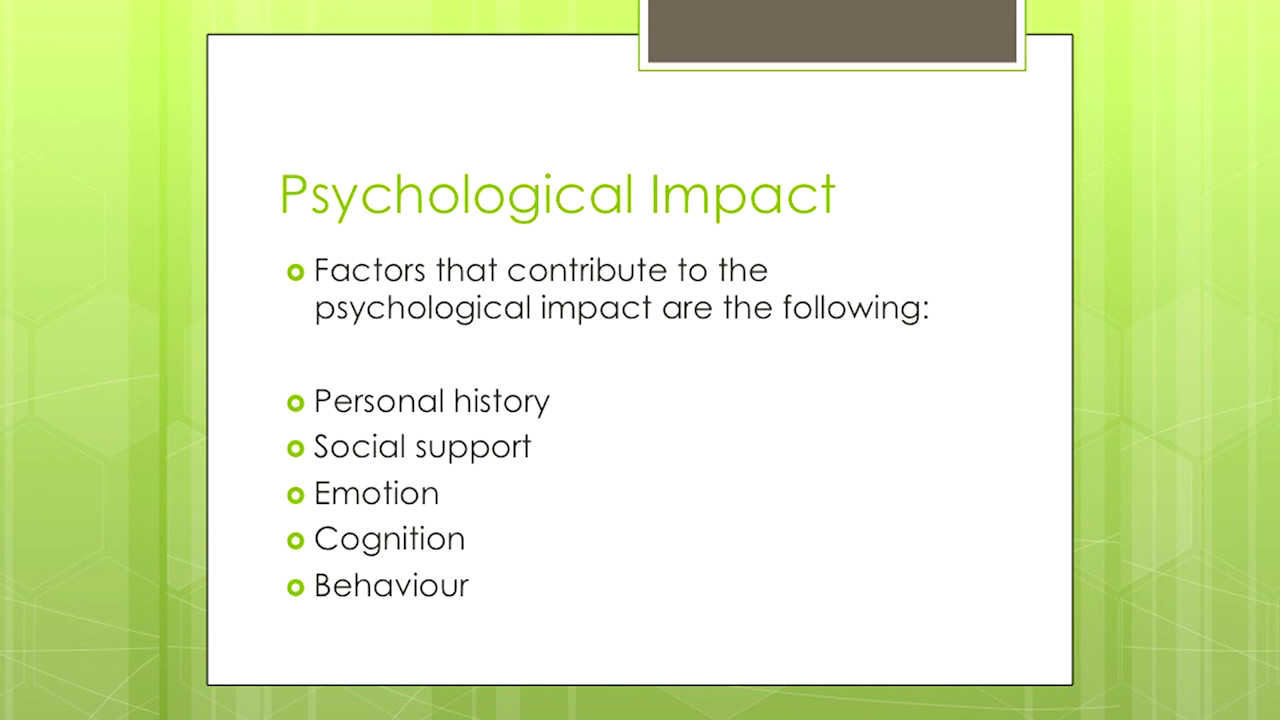 Psychological Impact
Factors that contribute to the
psychological impact are the following:
Personal history
Social support
Emotion
Cognition
Behaviour